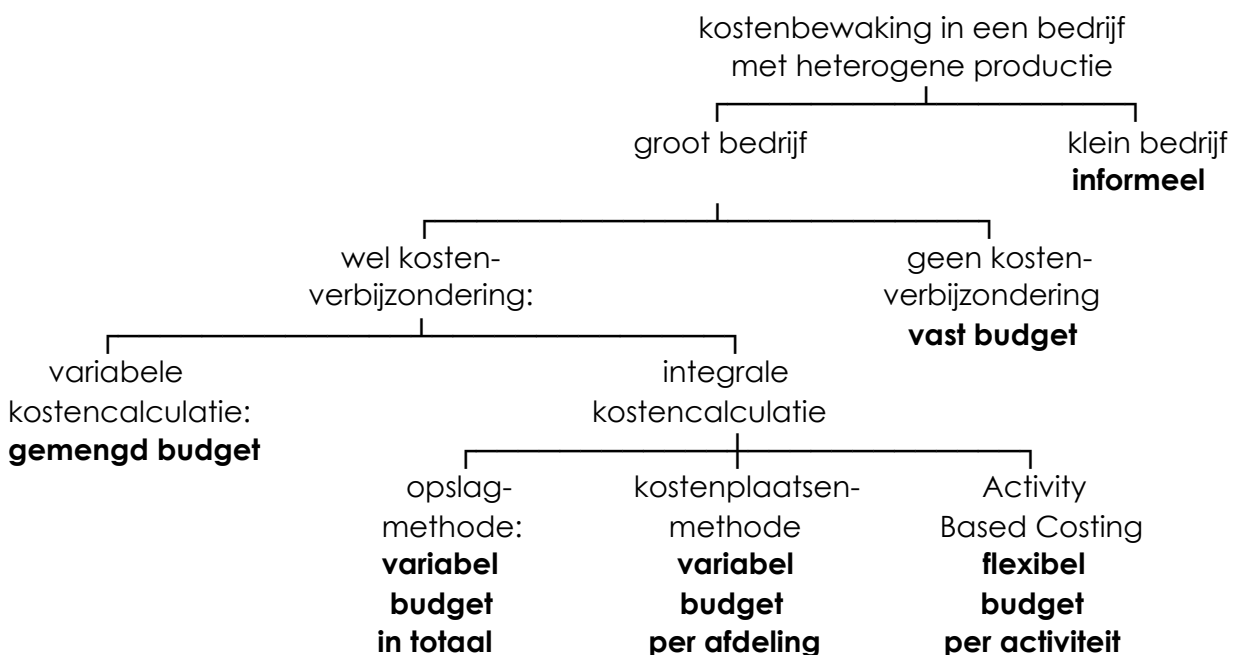 kostenbewaking in een bedrijf
met heterogene productie
groot bedrijf
klein bedrijf
informeel
wel kosten-
verbijzondering:
geen kosten-
verbijzondering
vast budget
variabele
kostencalculatie:
gemengd budget
integrale
kostencalculatie
opslag-
methode:
variabel
budget
in totaal
kostenplaatsen-
methode
variabel
budget
per afdeling
Activity
Based Costing
flexibel
budget
per activiteit